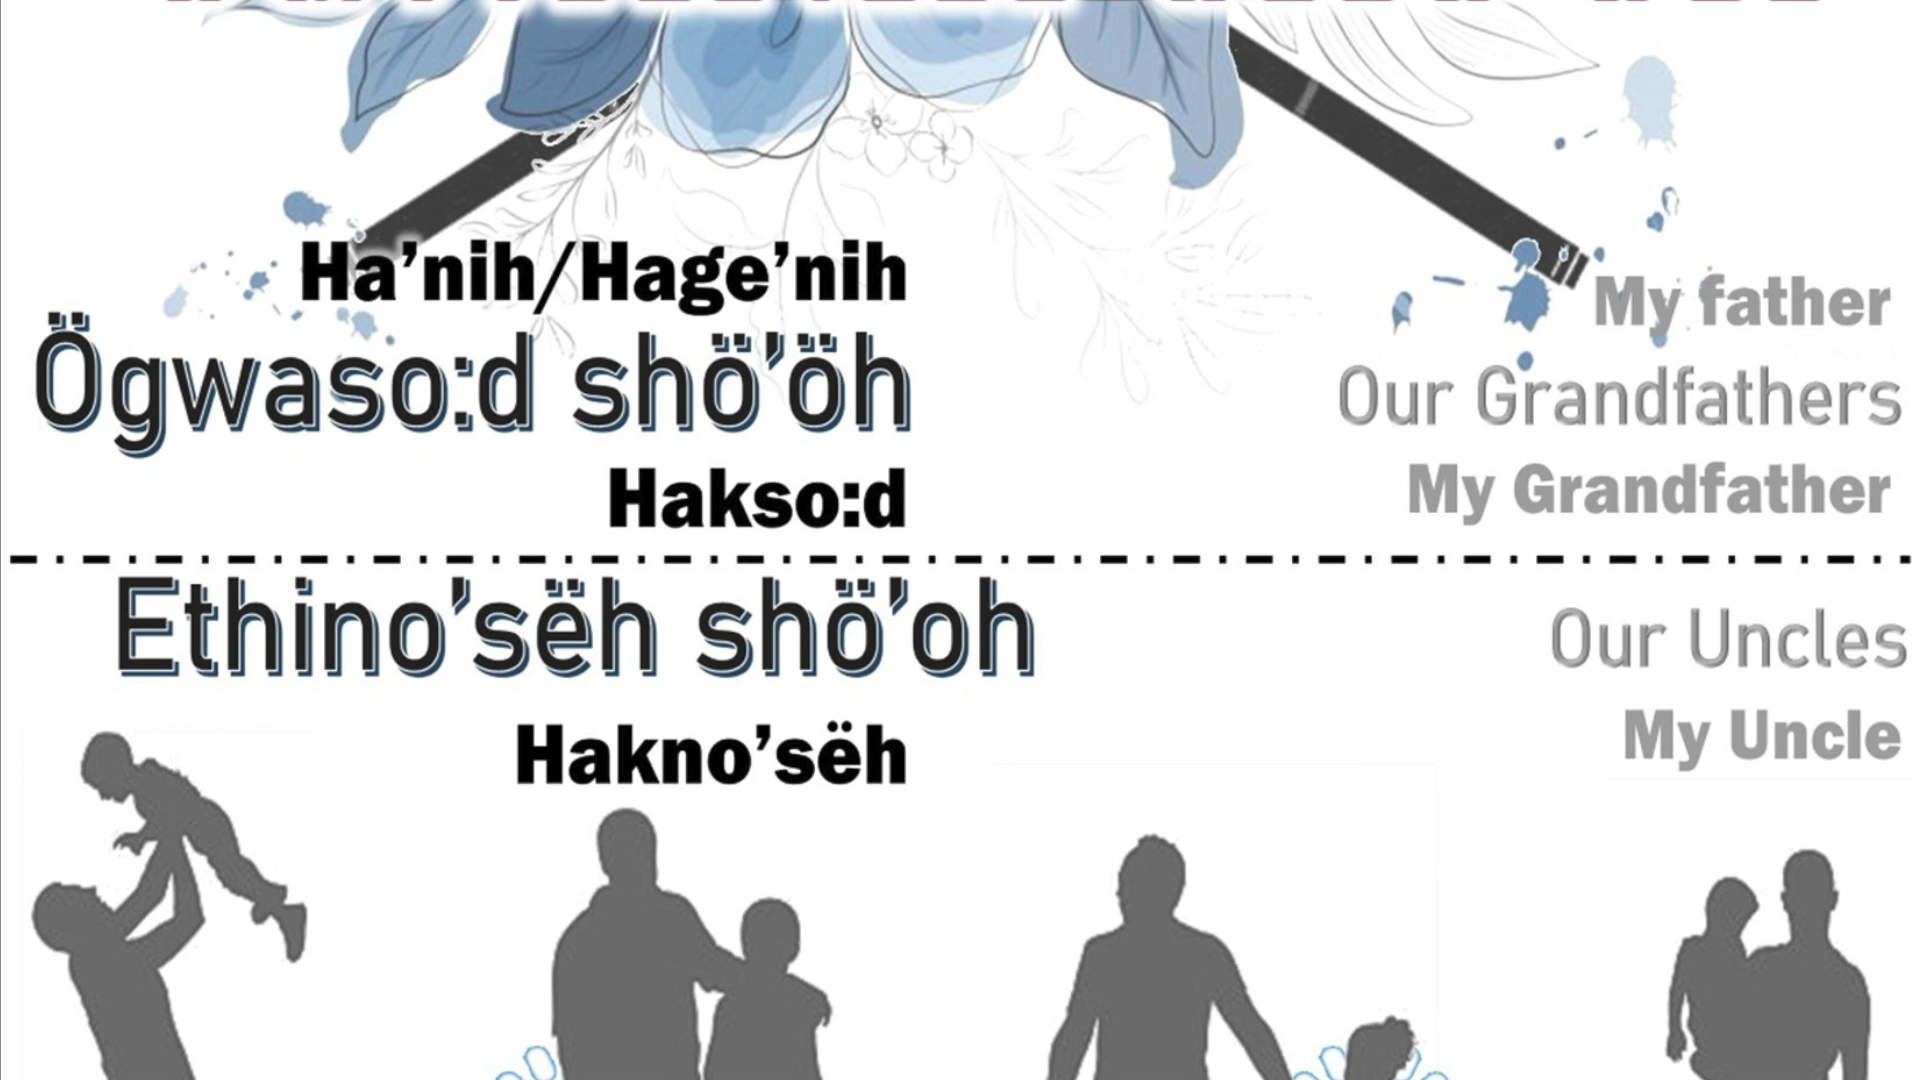 Ha’nih/Hage’nih
My father
Ögwaso:d shö’öh
Our Grandfathers
Hakso:d
My Grandfather
Ethino’sëh shö’oh
Our Uncles
Hakno’sëh
My Uncle